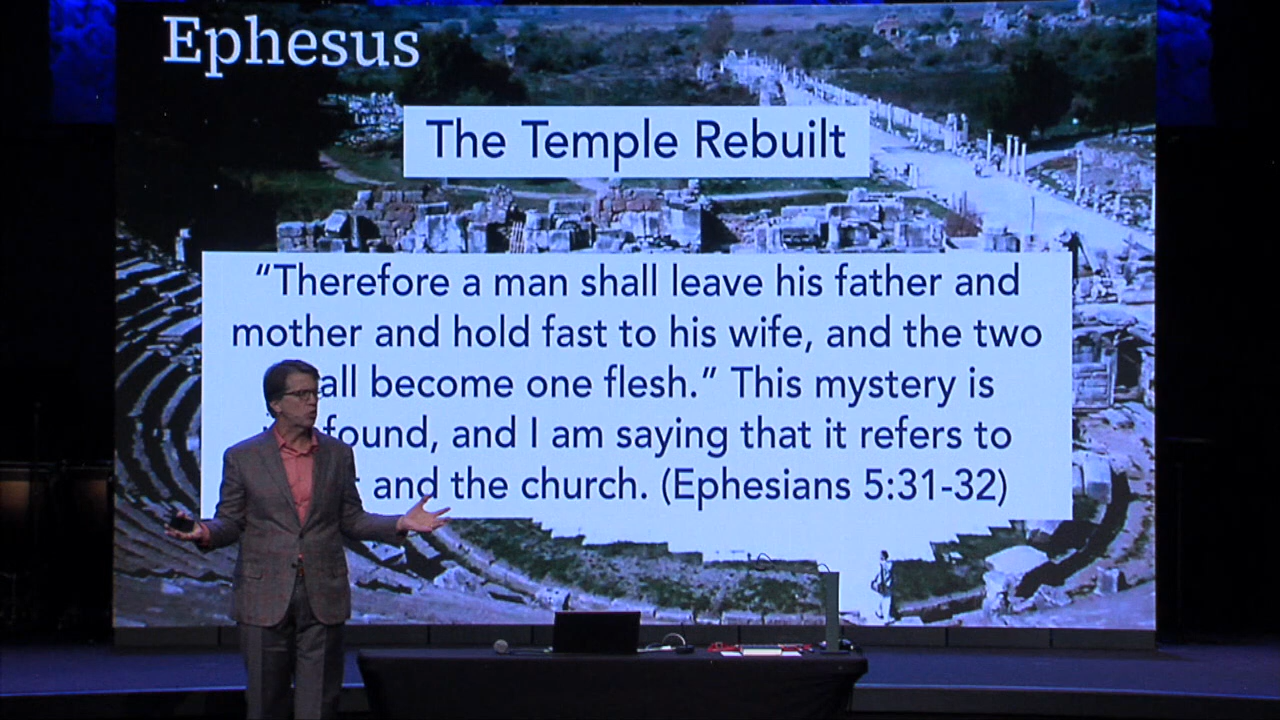 Ephesus
The Temple Rebuilt
“Therefore a man shall leave his father and
mother and hold fast to his wife, and the two
all become one flesh.” This mystery is
found, and I am saying that it refers to
and the church. (Ephesians 5:31-32)